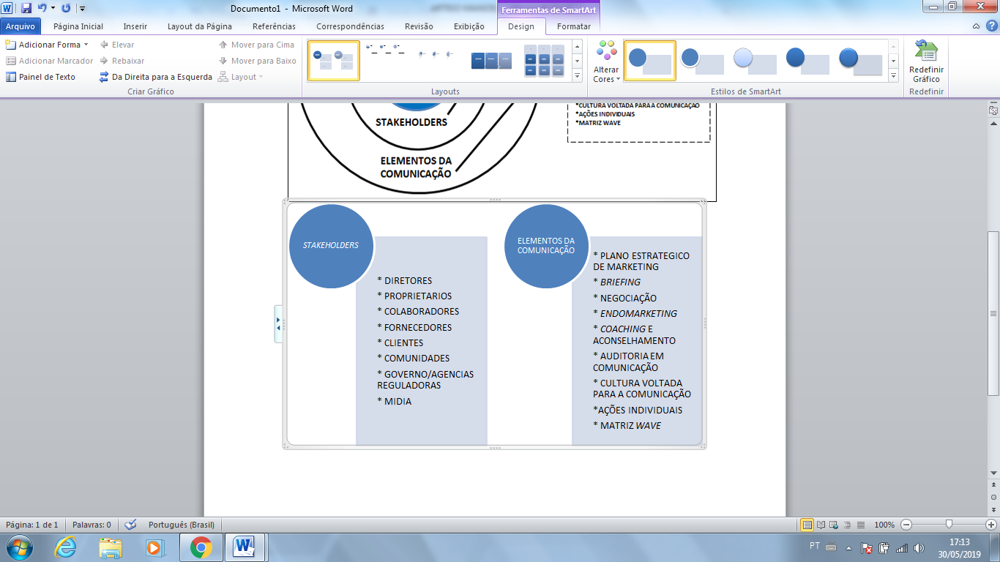 Documento1 - Microsoft Word
Ferramentas de SmartArt
Arquivo
Página Inicial
Inserir
Layout da Página
Referências
Correspondências
Revisão
Exibição
Design
Formatar
Adicionar Forma
Elevar
Mover para Cima
Adicionar Marcador
Rebaixar
Mover para Baixo
Painel de Texto
Da Direita para a Esquerda
Layout
Criar Gráfico
Layouts
Alterar
Cores
Estilos de SmartArt
Redefinir
Gráfico
Redefinir
STAKEHOLDERS
ELEMENTOS DA
COMUNICAÇÃO
*CULTURA VOLTADA PARA A COMUNICAÇÃO
*AÇÕES INDIVIDUAIS
*MATRIZ WAVE
STAKEHOLDERS
* DIRETORES
* PROPRIETARIOS
* COLABORADORES
* FORNECEDORES
* CLIENTES
* COMUNIDADES
* GOVERNO/AGENCIAS
REGULADORAS
* MIDIA
ELEMENTOS DA
COMUNICAÇÃO
* PLANO ESTRATEGICO
DE MARKETING
* BRIEFING
* NEGOCIAÇÃO
* ENDOMARKETING
* COACHING E
ACONSELHAMENTO
* AUDITORIA EM
COMUNICAÇÃO
* CULTURA VOLTADA
PARA A COMUNICAÇÃO
*AÇÕES INDIVIDUAIS
* MATRIZ WAVE
Página: 1 de 1
Palavras: 0
Português (Brasil)
100%
PT
17:13
30/05/2019